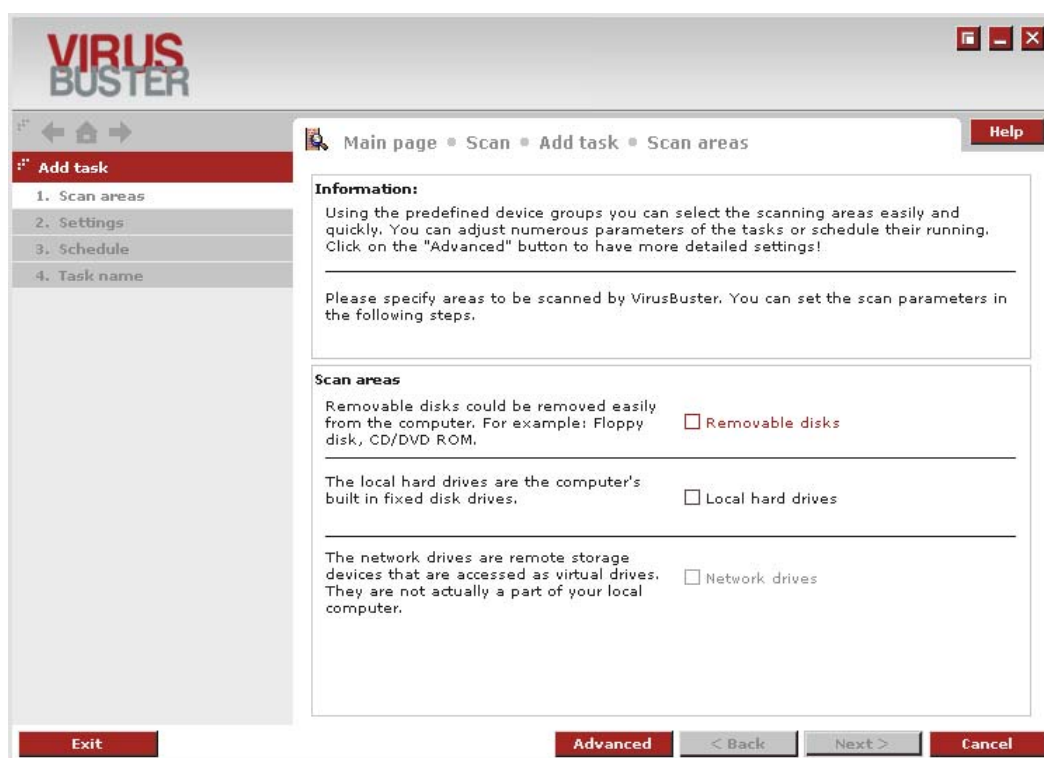 VIRUS
BUSTER
Main page • Scan • Add task • Scan areas
Help
Add task
1. Scan areas
2. Settings
3. Schedule
4. Task name
Information:
Using the predefined device groups you can select the scanning areas easily and
quickly. You can adjust numerous parameters of the tasks or schedule their running.
Click on the "Advanced" button to have more detailed settings!
Please specify areas to be scanned by VirusBuster. You can set the scan parameters in
the following steps.
Scan areas
Removable disks could be removed easily
from the computer. For example: Floppy
disk, CD/DVD ROM.
Removable disks
The local hard drives are the computer's
built in fixed disk drives.
Local hard drives
The network drives are remote storage
devices that are accessed as virtual drives.
They are not actually a part of your local
computer.
Network drives
Exit
Advanced
< Back
Next >
Cancel